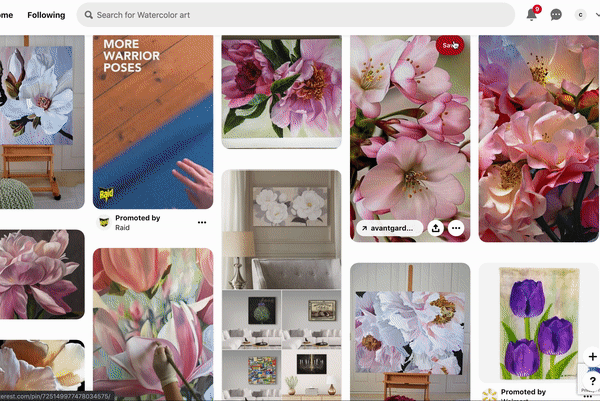 ome
Following
Search for Watercolor art
9
C
MORE
WARRIOR
POSES
Save
Raid
Promoted by
Raid
avantgard...
Promoted by
erest.com/pin/725149977478034575/
?